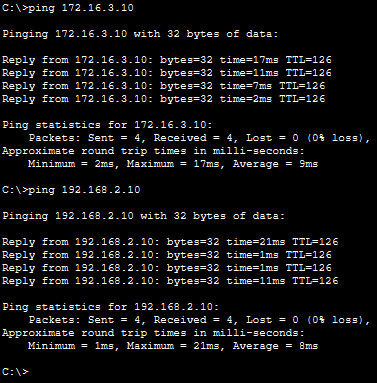 C:\>ping 172.16.3.10
Pinging 172.16.3.10 with 32 bytes of data:
Reply from 172.16.3.10: bytes=32 time=17ms TTL=126
Reply from 172.16.3.10: bytes=32 time=11ms TTL=126
Reply from 172.16.3.10: bytes=32 time=7ms TTL=126
Reply from 172.16.3.10: bytes=32 time=2ms TTL=126
Ping statistics for 172.16.3.10:
    Packets: Sent = 4, Received = 4, Lost = 0 (0% loss),
Approximate round trip times in milli-seconds:
    Minimum = 2ms, Maximum = 17ms, Average = 9ms
C:\>ping 192.168.2.10
Pinging 192.168.2.10 with 32 bytes of data:
Reply from 192.168.2.10: bytes=32 time=21ms TTL=126
Reply from 192.168.2.10: bytes=32 time=1ms TTL=126
Reply from 192.168.2.10: bytes=32 time=1ms TTL=126
Reply from 192.168.2.10: bytes=32 time=11ms TTL=126
Ping statistics for 192.168.2.10:
    Packets: Sent = 4, Received = 4, Lost = 0 (0% loss),
Approximate round trip times in milli-seconds:
    Minimum = 1ms, Maximum = 21ms, Average = 8ms
C:\>